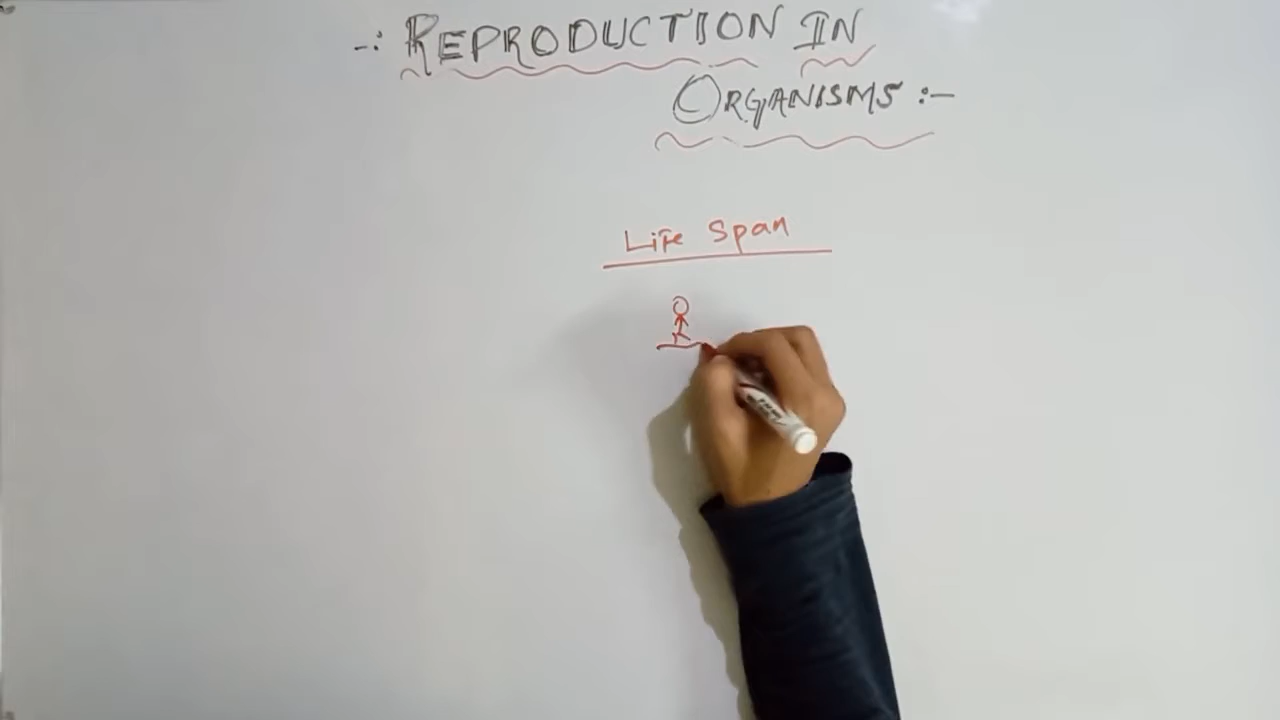 -: REPRODUCTION IN
ORGANISMS :-
Life Span